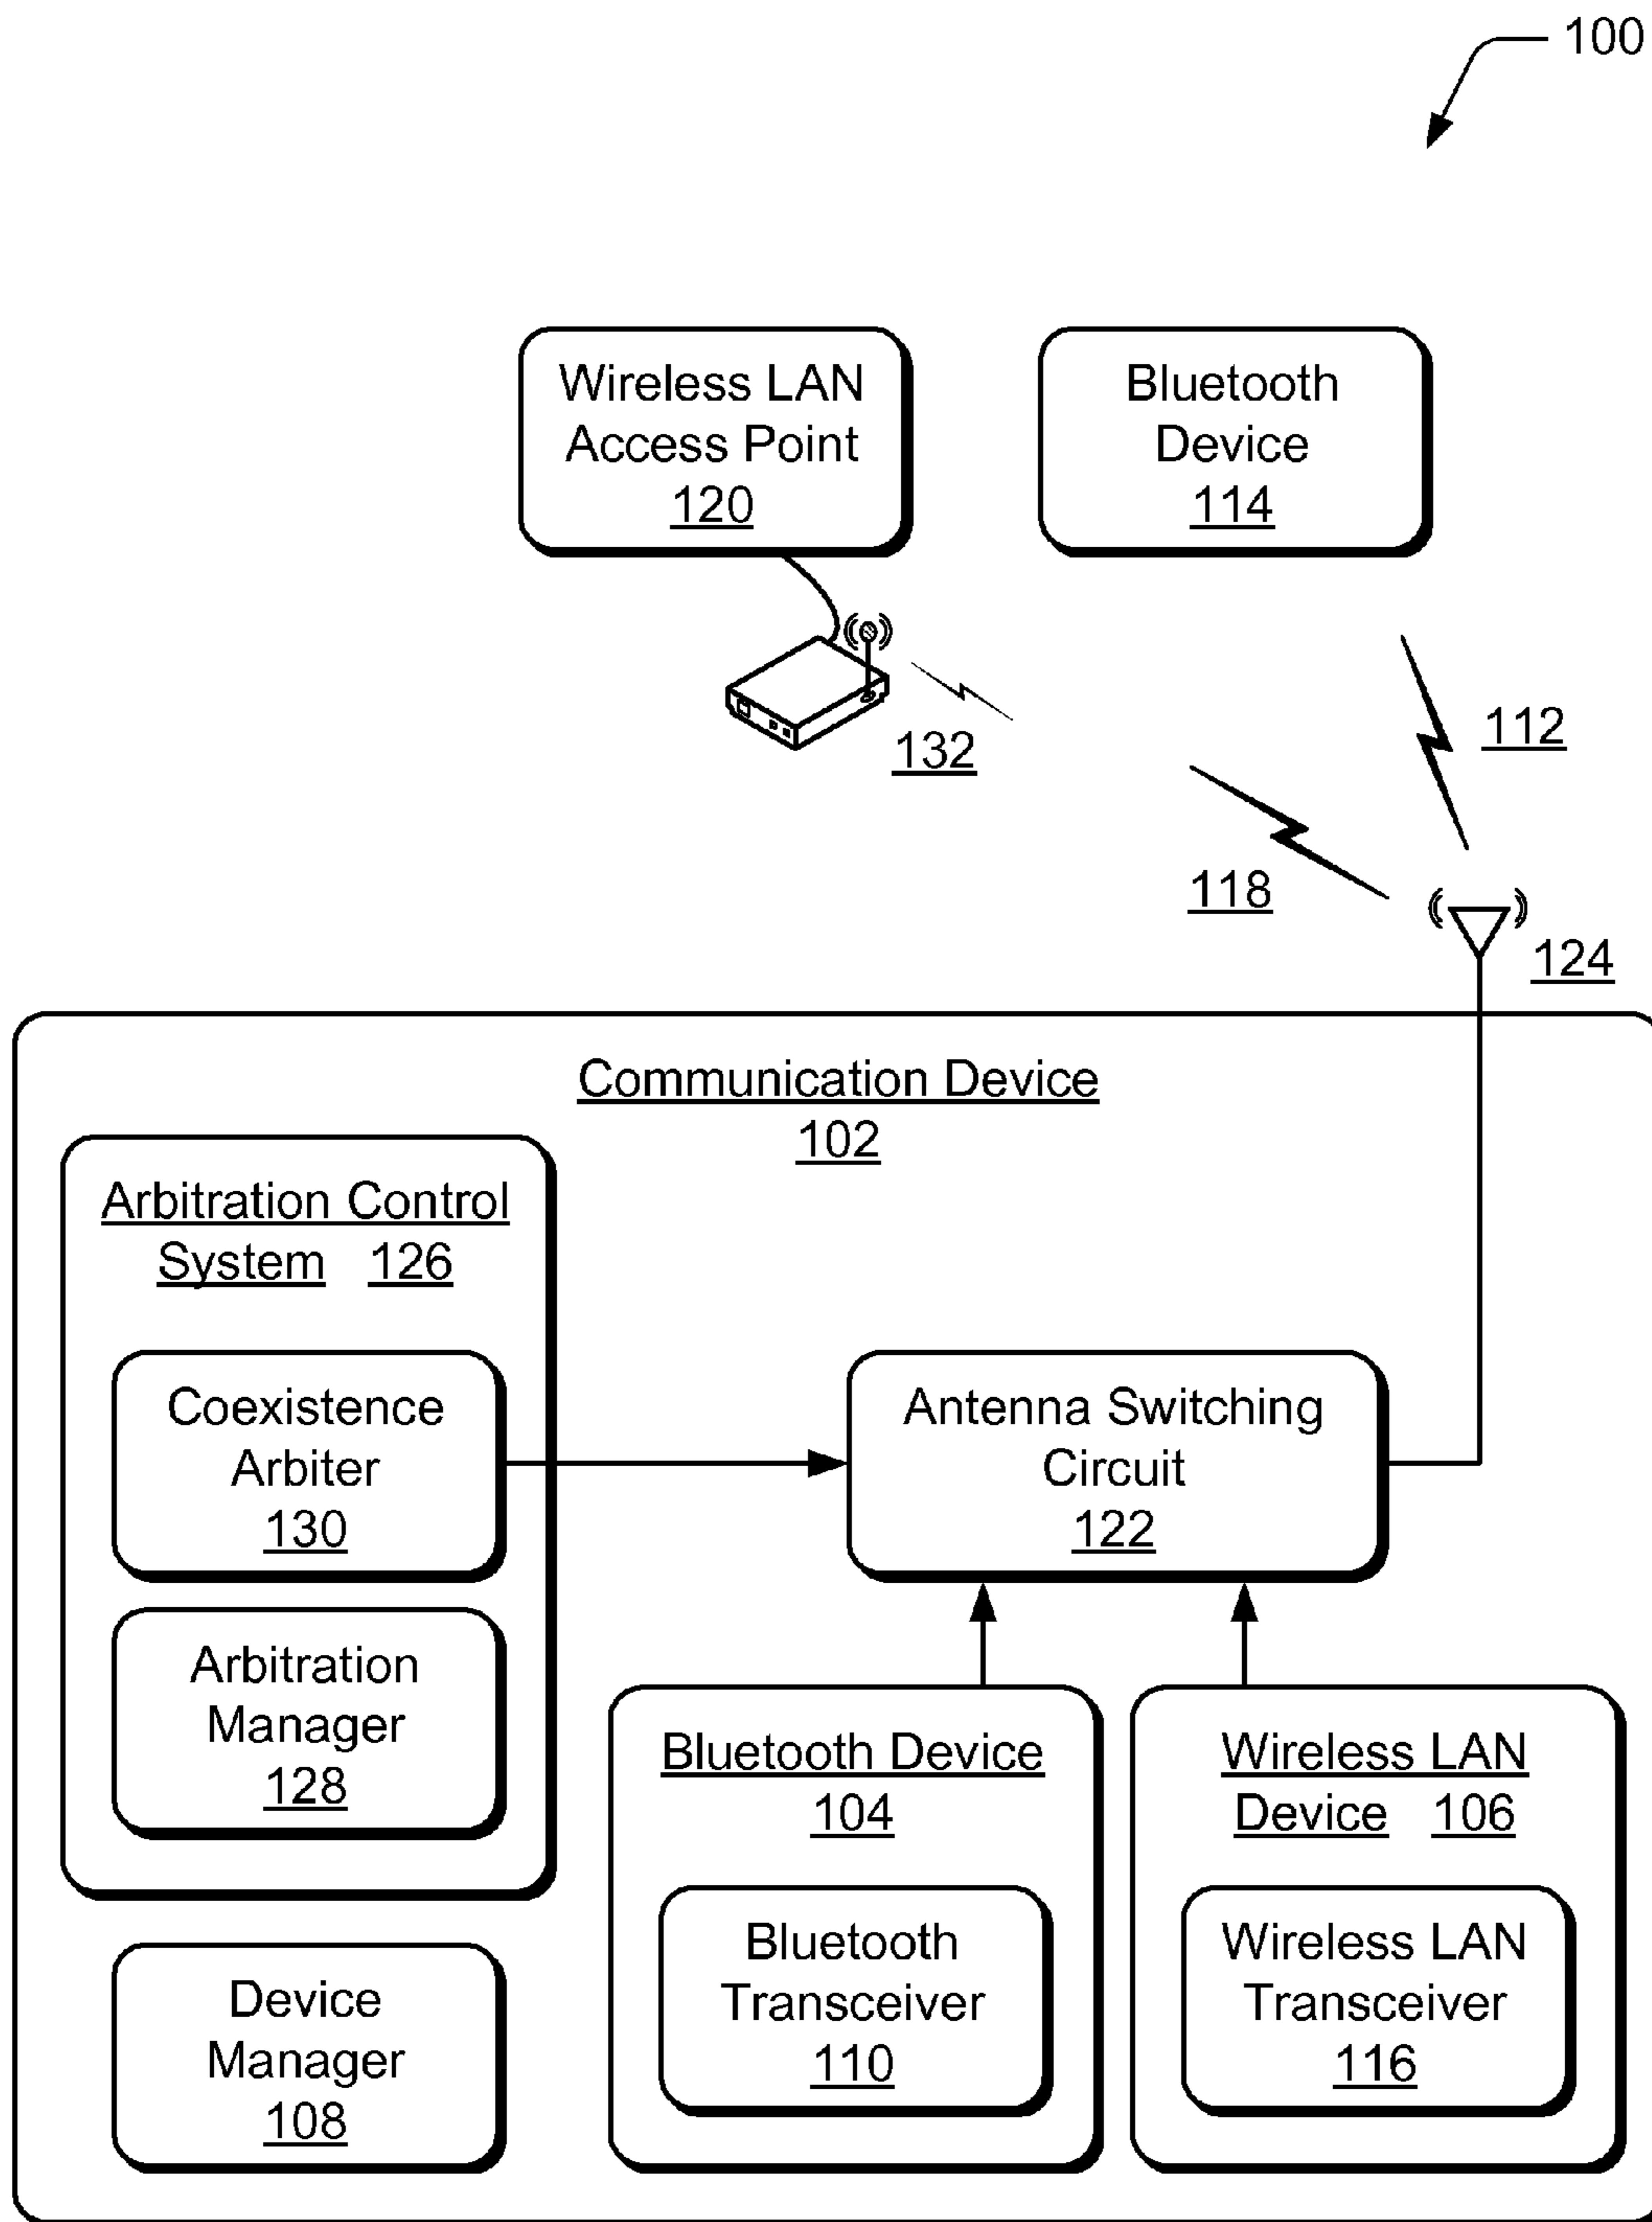 100
Wireless LAN
Access Point
120
Bluetooth
Device
114
132
112
118
124
Communication Device
102
Arbitration Control
System 126
Coexistence
Arbiter
130
Antenna Switching
Circuit
122
Arbitration
Manager
128
Bluetooth Device
104
Wireless LAN
Device 106
Bluetooth
Transceiver
110
Wireless LAN
Transceiver
116
Device
Manager
108